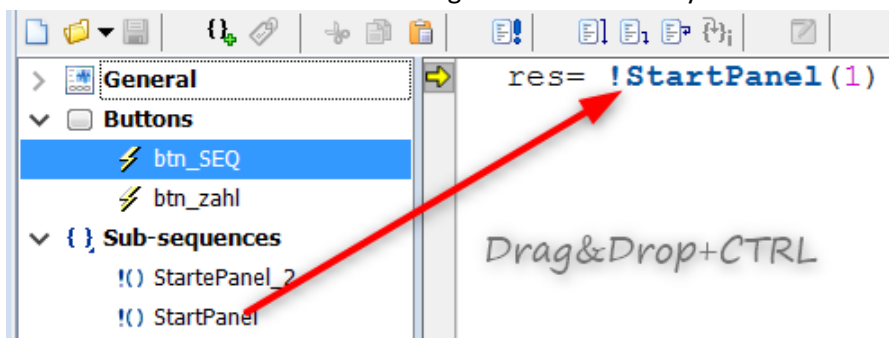 General
res= !StartPanel(1)
Buttons
btn_SEQ
btn_zahl
{ } Sub-sequences
Drag&Drop+CTRL
!() StartePanel_2
!() StartPanel